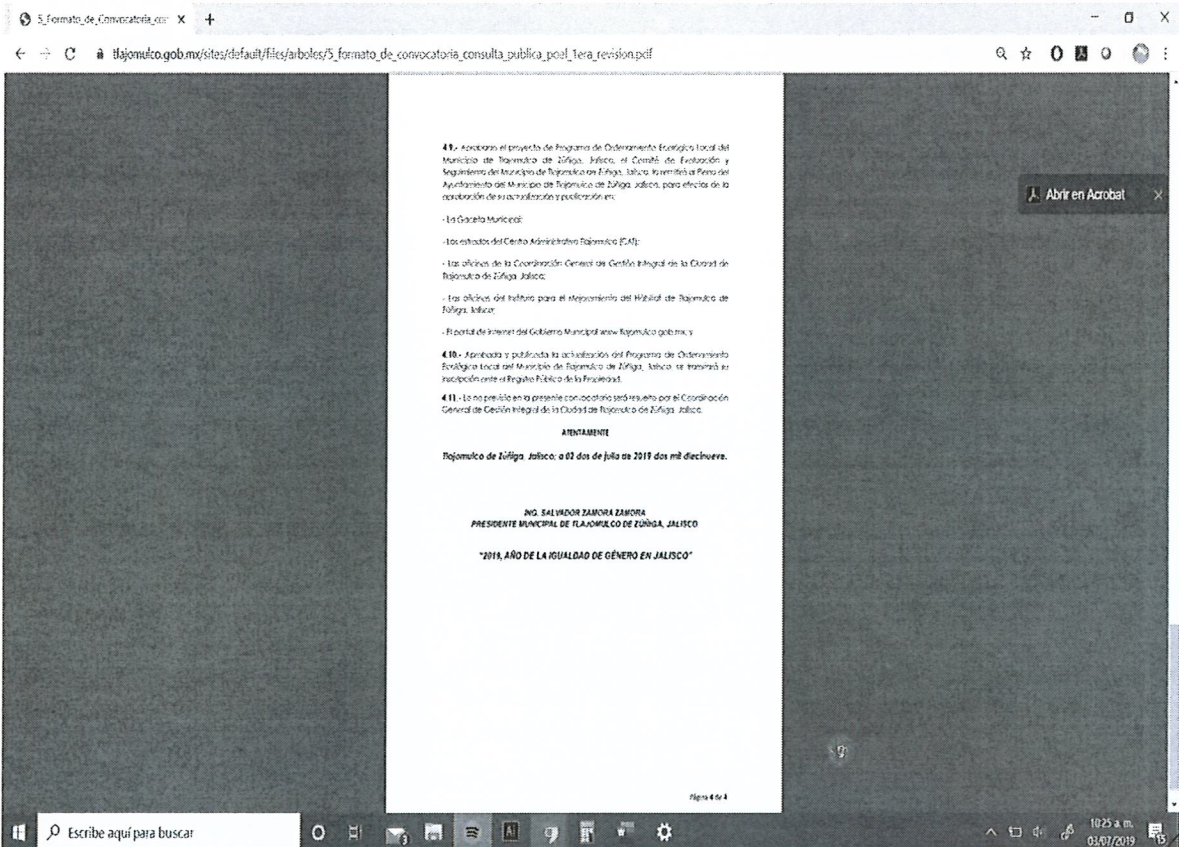 5_Formato_de_Convocatoria_con
tlajomulco.gob.mx/sites/default/files/arboles/5_formato_de_convocatoria_consulta_publica_poel_1era_revision.pdf
Abrir en Acrobat
4.9.- Aprobado el proyecto de Programa de Ordenamiento Ecológico Local del
Municipio de Tlajomulco de Zúñiga, Jalisco, el Comité de Evaluación y
Seguimiento del Municipio de Tlajomulco de Zúñiga, Jalisco, lo remitirá al Pleno del
Ayuntamiento del Municipio de Tlajomulco de Zúñiga, Jalisco, para efectos de la
aprobación de su actualización y publicación en:
- La Gaceta Municipal;
- Los estrados del Centro Administrativo Tlajomulco (CAT);
- Las oficinas de la Coordinación General de Gestión Integral de la Ciudad de
Tlajomulco de Zúñiga, Jalisco;
- Las oficinas del Instituto para el Mejoramiento del Hábitat de Tlajomulco de
Zúñiga, Jalisco;
- El portal de internet del Gobierno Municipal www.tlajomulco.gob.mx; y
4.10.- Aprobada y publicada la actualización del Programa de Ordenamiento
Ecológico Local del Municipio de Tlajomulco de Zúñiga, Jalisco, se tramitará su
inscripción ante el Registro Público de la Propiedad.
4.11.- Lo no previsto en la presente convocatoria será resuelto por el Coordinación
General de Gestión Integral de la Ciudad de Tlajomulco de Zúñiga, Jalisco.
ATENTAMENTE
Tlajomulco de Zúñiga, Jalisco; a 02 dos de julio de 2019 dos mil diecinueve.
ING. SALVADOR ZAMORA ZAMORA
PRESIDENTE MUNICIPAL DE TLAJOMULCO DE ZÚÑIGA, JALISCO
"2019, AÑO DE LA IGUALDAD DE GÉNERO EN JALISCO"
Página 4 de 4
Escribe aquí para buscar
3
Ai
10:25 a.m.
03/07/2019
15